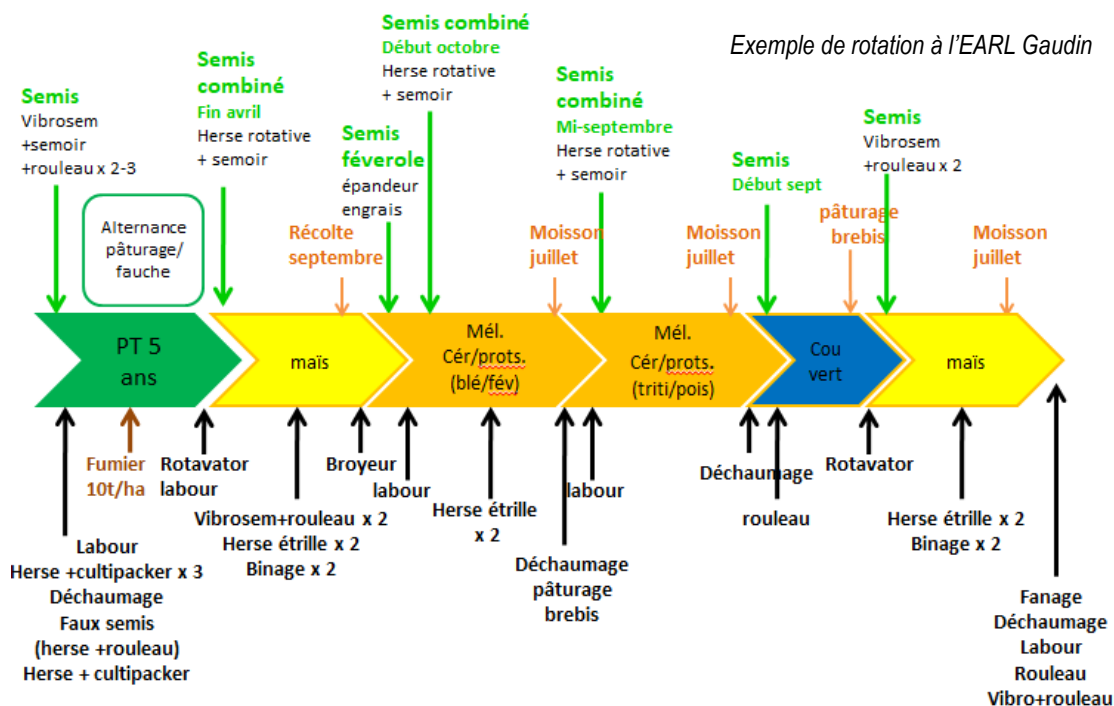 Exemple de rotation à l'EARL Gaudin
Semis
Vibrosem
+semoir
+rouleau x 2-3
Semis
combiné
Fin avril
Herse rotative
+ semoir
Semis
féverole
épandeur
engrais
Semis combiné
Début octobre
Herse rotative
+ semoir
Semis
combiné
Mi-septembre
Herse rotative
+ semoir
Semis
Début sept
Semis
Vibrosem
+rouleau x 2
Alternance
pâturage/
fauche
Récolte
septembre
Moisson
juillet
Moisson
juillet
pâturage
brebis
Moisson
juillet
PT 5
ans
maïs
Mél.
Cér/prots.
(blé/fév)
Mél.
Cér/prots.
(triti/pois)
Cou
vert
maïs
Fumier
10t/ha
Rotavator
labour
Broyeur
labour
Herse étrille
x 2
labour
Déchaumage
rouleau
Rotavator
Labour
Herse +cultipacker x 3
Déchaumage
Faux semis
(herse +rouleau)
Herse + cultipacker
Vibrosem+rouleau x 2
Herse étrille x 2
Binage x 2
Déchaumage
pâturage
brebis
Herse étrille x 2
Binage x 2
Fanage
Déchaumage
Labour
Rouleau
Vibro+rouleau